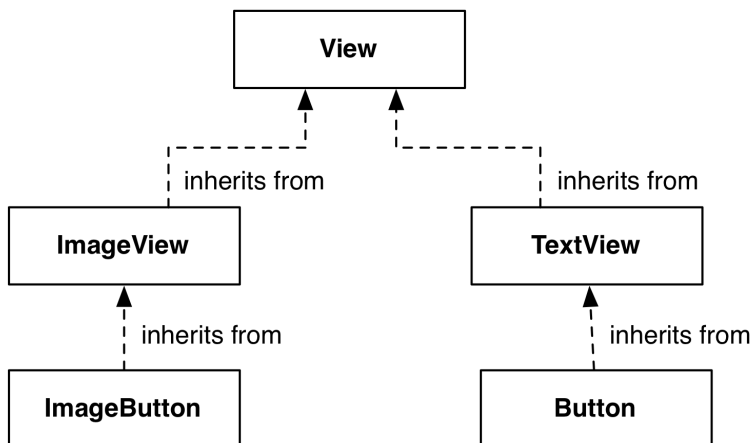 View
inherits from
inherits from
ImageView
TextView
inherits from
inherits from
ImageButton
Button